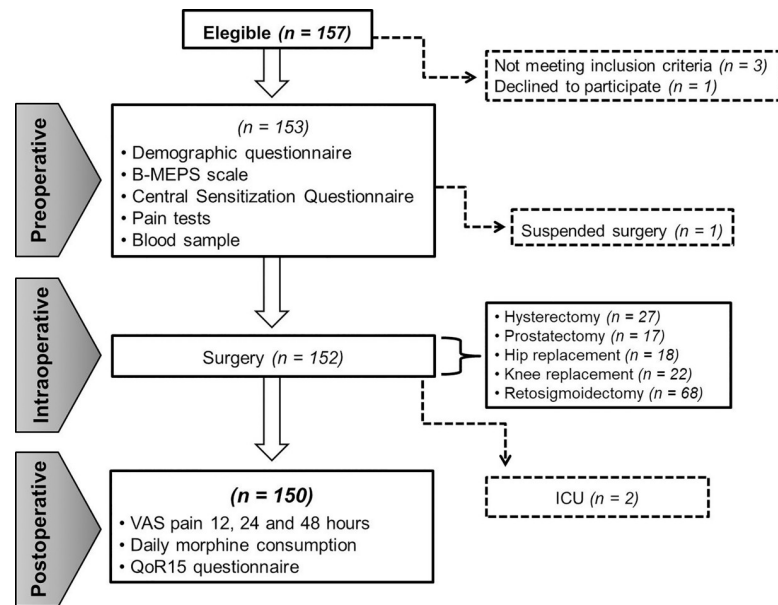 Elegible (n = 157)
Not meeting inclusion criteria (n = 3)
Declined to participate (n = 1)
Preoperative
(n = 153)
• Demographic questionnaire
• B-MEPS scale
• Central Sensitization Questionnaire
• Pain tests
• Blood sample
Suspended surgery (n = 1)
Intraoperative
Surgery (n = 152)
• Hysterectomy (n = 27)
• Prostatectomy (n = 17)
• Hip replacement (n = 18)
• Knee replacement (n = 22)
• Retosigmoidectomy (n = 68)
ICU (n = 2)
Postoperative
(n = 150)
• VAS pain 12, 24 and 48 hours
• Daily morphine consumption
• QoR15 questionnaire